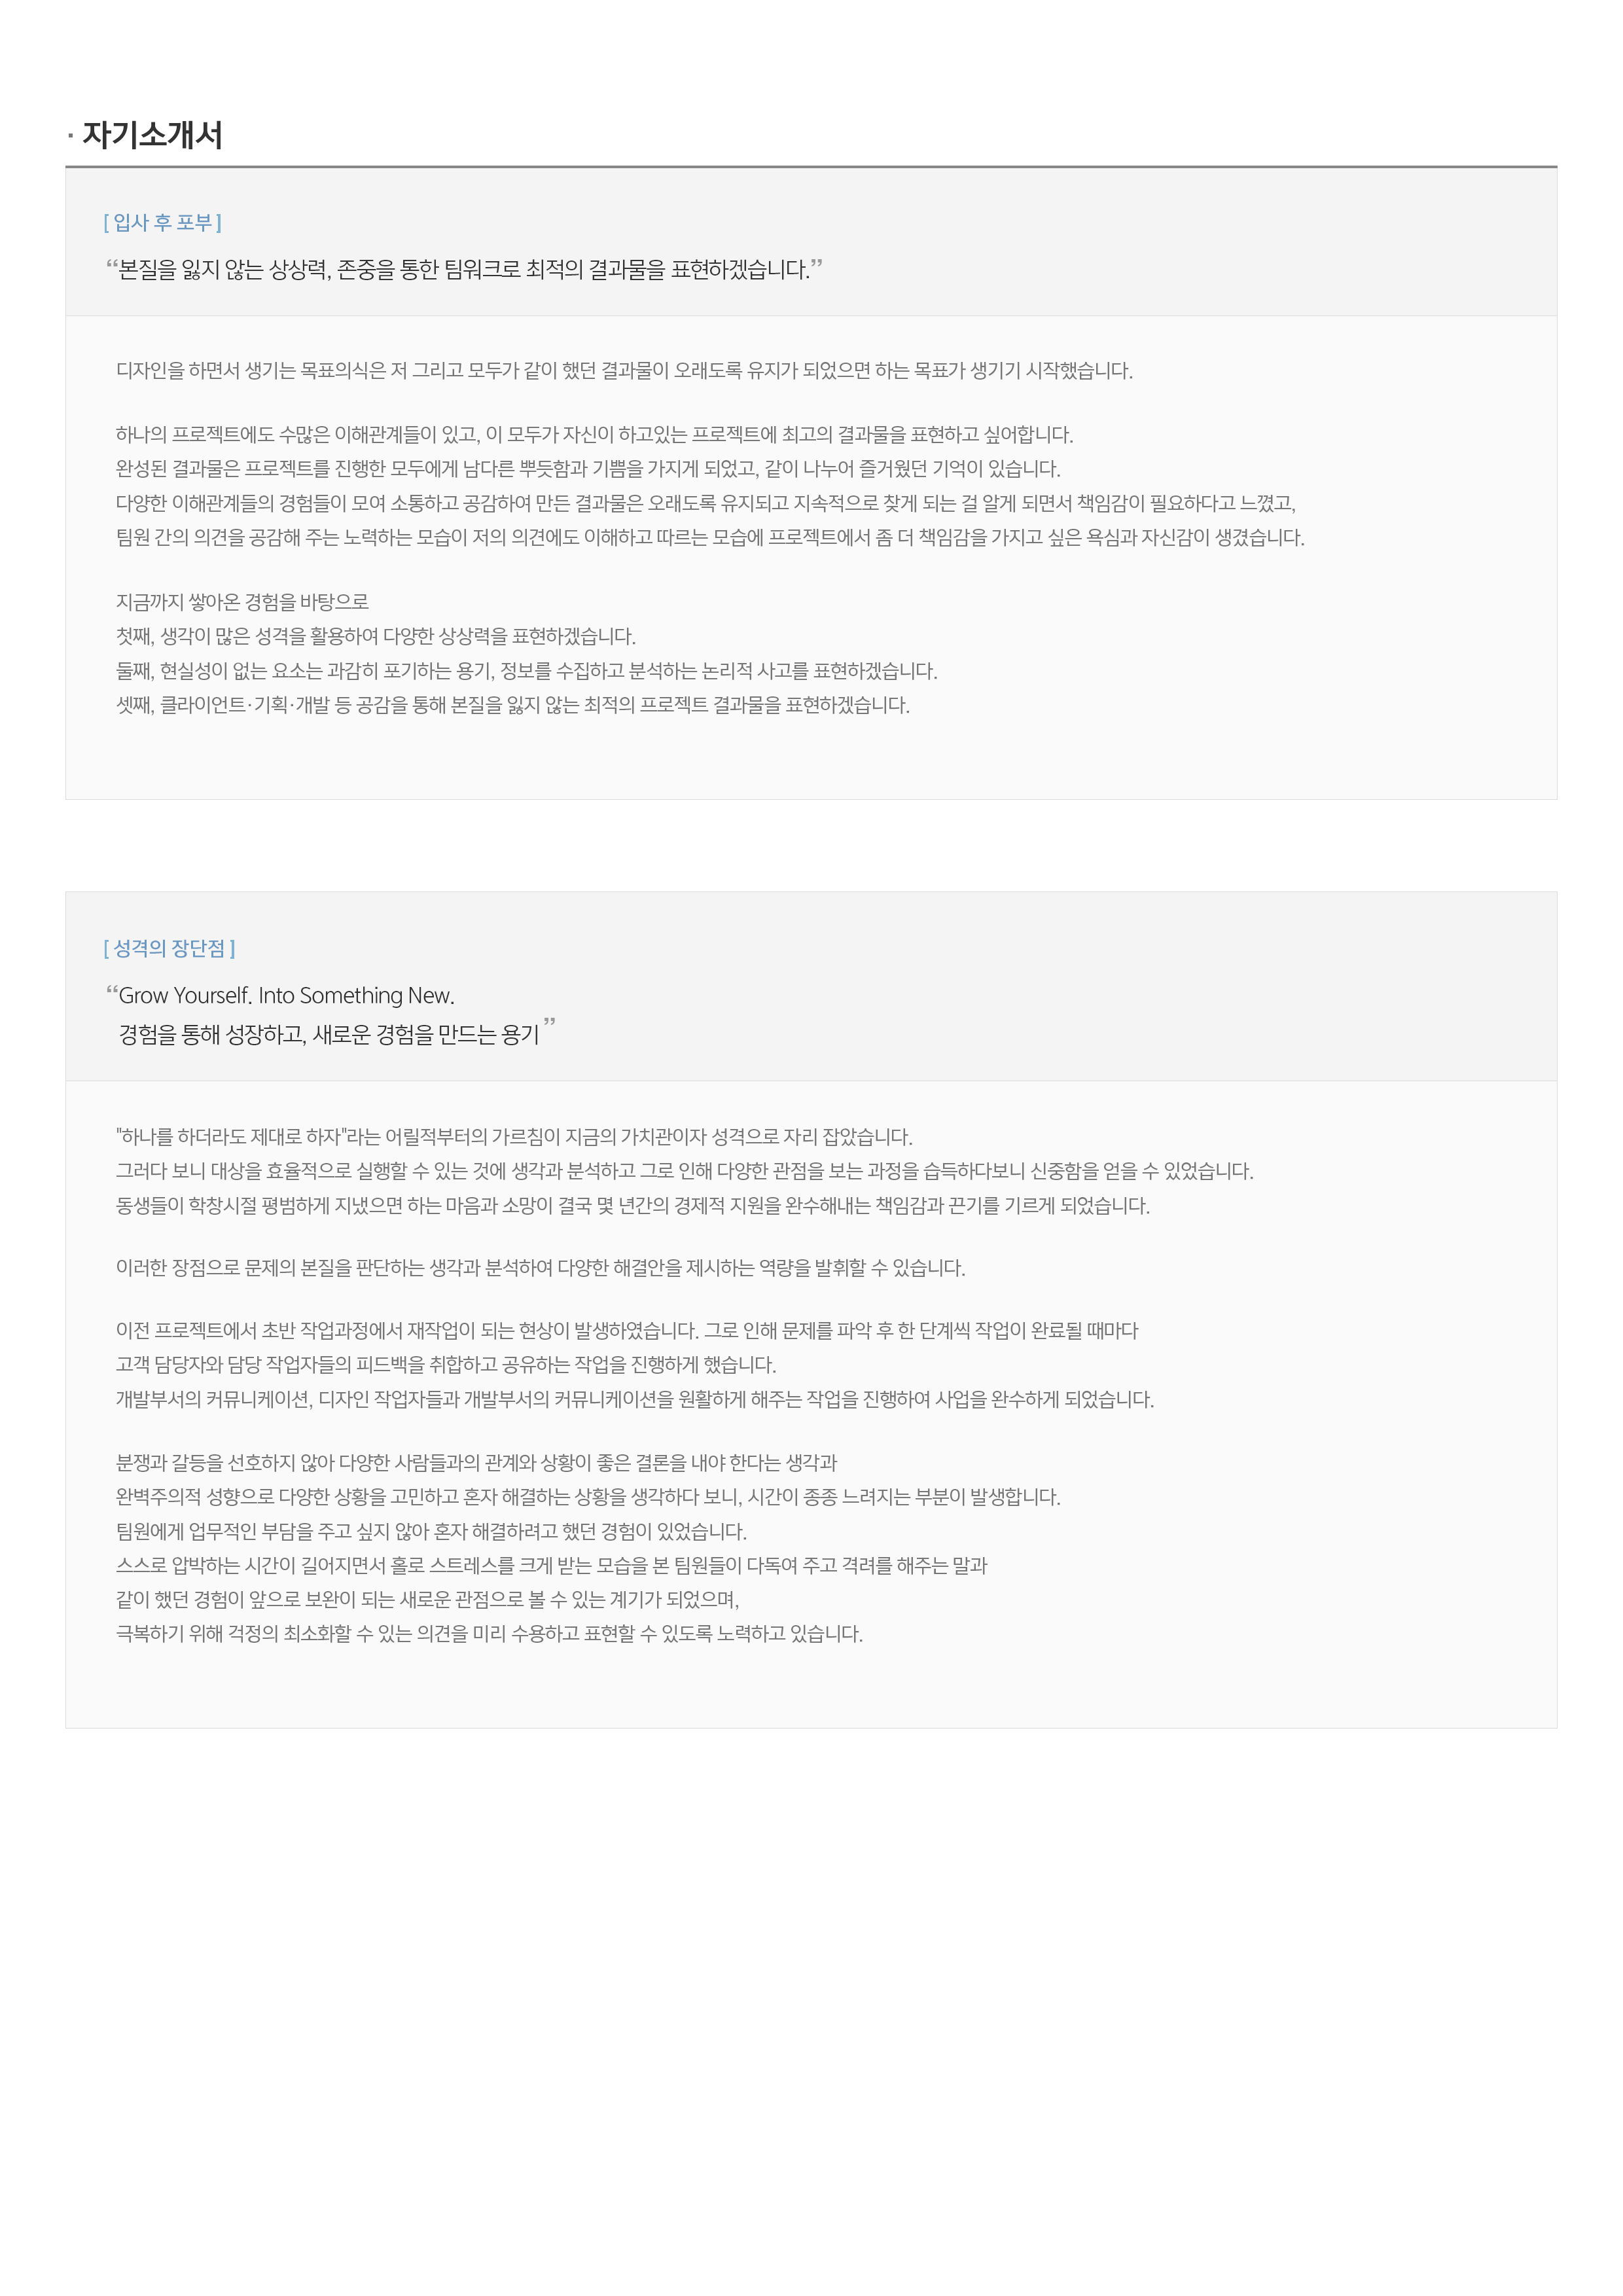 · 자기소개서
[ 입사 후 포부 ]
“본질을 잃지 않는 상상력, 존중을 통한 팀워크로 최적의 결과물을 표현하겠습니다.”
디자인을 하면서 생기는 목표의식은 저 그리고 모두가 같이 했던 결과물이 오래도록 유지가 되었으면 하는 목표가 생기기 시작했습니다.
하나의 프로젝트에도 수많은 이해관계들이 있고, 이 모두가 자신이 하고있는 프로젝트에 최고의 결과물을 표현하고 싶어합니다.
완성된 결과물은 프로젝트를 진행한 모두에게 남다른 뿌듯함과 기쁨을 가지게 되었고, 같이 나누어 즐거웠던 기억이 있습니다.
다양한 이해관계들의 경험들이 모여 소통하고 공감하여 만든 결과물은 오래도록 유지되고 지속적으로 찾게 되는 걸 알게 되면서 책임감이 필요하다고 느꼈고,
팀원 간의 의견을 공감해 주는 노력하는 모습이 저의 의견에도 이해하고 따르는 모습에 프로젝트에서 좀 더 책임감을 가지고 싶은 욕심과 자신감이 생겼습니다.
지금까지 쌓아온 경험을 바탕으로
첫째, 생각이 많은 성격을 활용하여 다양한 상상력을 표현하겠습니다.
둘째, 현실성이 없는 요소는 과감히 포기하는 용기, 정보를 수집하고 분석하는 논리적 사고를 표현하겠습니다.
셋째, 클라이언트·기획·개발 등 공감을 통해 본질을 잃지 않는 최적의 프로젝트 결과물을 표현하겠습니다.
[ 성격의 장단점 ]
“Grow Yourself. Into Something New.
경험을 통해 성장하고, 새로운 경험을 만드는 용기”
"하나를 하더라도 제대로 하자"라는 어릴적부터의 가르침이 지금의 가치관이자 성격으로 자리 잡았습니다.
그러다 보니 대상을 효율적으로 실행할 수 있는 것에 생각과 분석하고 그로 인해 다양한 관점을 보는 과정을 습득하다보니 신중함을 얻을 수 있었습니다.
동생들이 학창시절 평범하게 지냈으면 하는 마음과 소망이 결국 몇 년간의 경제적 지원을 완수해내는 책임감과 끈기를 기르게 되었습니다.
이러한 장점으로 문제의 본질을 판단하는 생각과 분석하여 다양한 해결안을 제시하는 역량을 발휘할 수 있습니다.
이전 프로젝트에서 초반 작업과정에서 재작업이 되는 현상이 발생하였습니다. 그로 인해 문제를 파악 후 한 단계씩 작업이 완료될 때마다
고객 담당자와 담당 작업자들의 피드백을 취합하고 공유하는 작업을 진행하게 했습니다.
개발부서의 커뮤니케이션, 디자인 작업자들과 개발부서의 커뮤니케이션을 원활하게 해주는 작업을 진행하여 사업을 완수하게 되었습니다.
분쟁과 갈등을 선호하지 않아 다양한 사람들과의 관계와 상황이 좋은 결론을 내야 한다는 생각과
완벽주의적 성향으로 다양한 상황을 고민하고 혼자 해결하는 상황을 생각하다 보니, 시간이 종종 느려지는 부분이 발생합니다.
팀원에게 업무적인 부담을 주고 싶지 않아 혼자 해결하려고 했던 경험이 있었습니다.
스스로 압박하는 시간이 길어지면서 홀로 스트레스를 크게 받는 모습을 본 팀원들이 다독여 주고 격려를 해주는 말과
같이 했던 경험이 앞으로 보완이 되는 새로운 관점으로 볼 수 있는 계기가 되었으며,
극복하기 위해 걱정의 최소화할 수 있는 의견을 미리 수용하고 표현할 수 있도록 노력하고 있습니다.